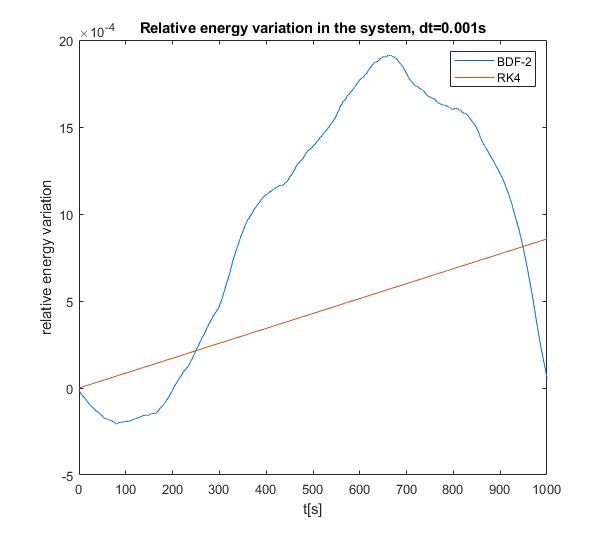 Relative energy variation in the system, dt=0.001s
×10⁻⁴
20
15
10
5
0
-5
relative energy variation
BDF-2
RK4
0 100 200 300 400 500 600 700 800 900 1000
t[s]